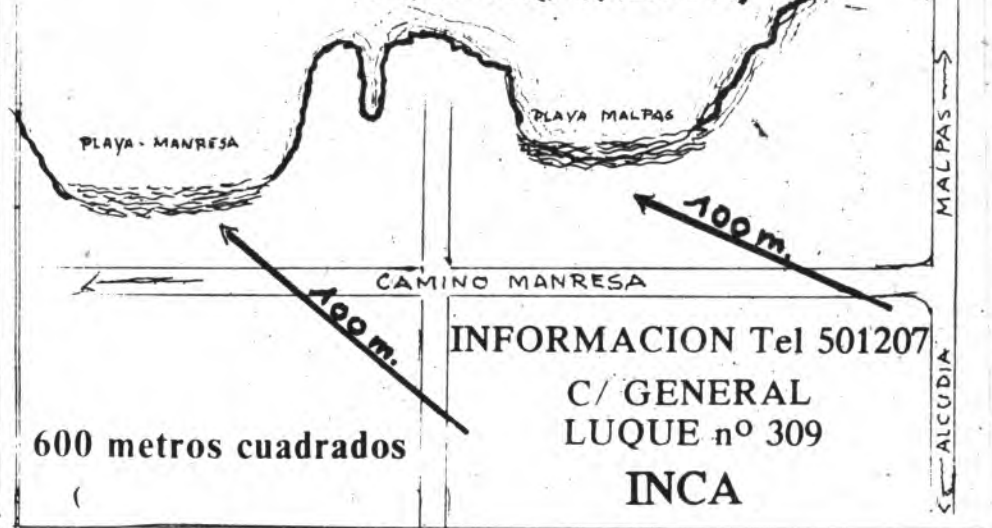 PLAYA - MANRESA
PLAYA MALPAS
MALPAS
100 m.
100 m.
CAMINO MANRESA
INFORMACION Tel 501207
C/ GENERAL
LUQUE nº 309
INCA
600 metros cuadrados
ALCUDIA